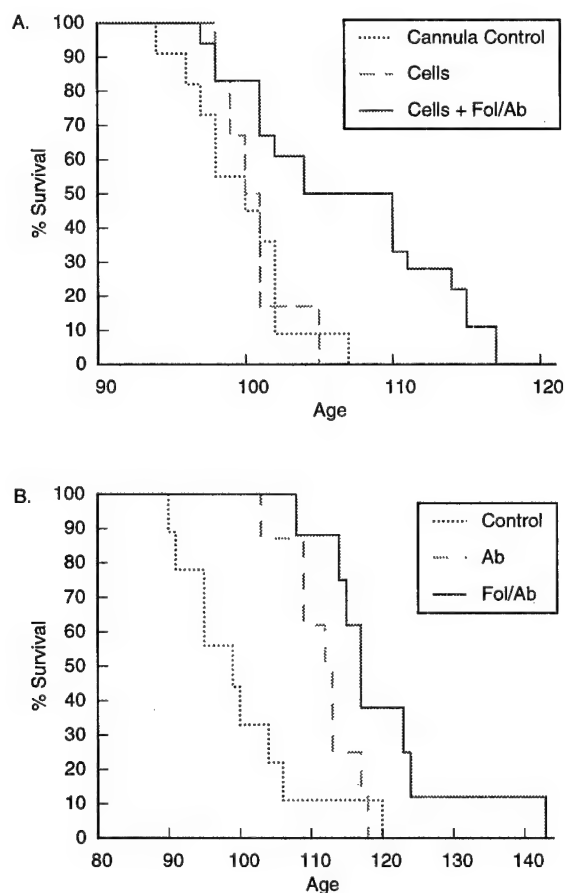 A.
100
90
80
70
60
50
40
30
20
10
0
% Survival
90 100 110 120
Age
Cannula Control
Cells
Cells + Fol/Ab
B.
100
90
80
70
60
50
40
30
20
10
0
% Survival
80 90 100 110 120 130 140
Age
Control
Ab
Fol/Ab